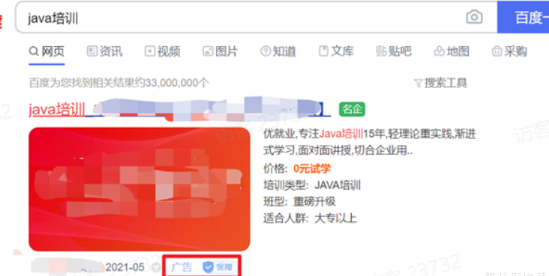 java培训
百度一
网页 资讯 视频 图片 知道 文库 贴吧 地图 采购
百度为您找到相关结果约33,000,000个
搜索工具
java培训
名企
优就业,专注Java培训15年,轻理论重实践,渐进
式学习,面对面讲授,切合企业用..
价格: 0元试学
培训类型: JAVA培训
班型: 重磅升级
适合人群: 大专以上
2021-05 广告 保障